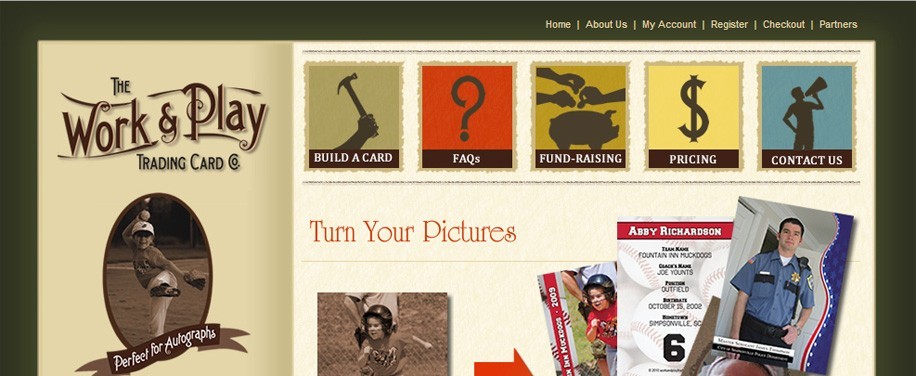 Home | About Us | My Account | Register | Checkout | Partners
THE
Work & Play
TRADING CARD CO.
BUILD A CARD
FAQs
FUND-RAISING
PRICING
CONTACT US
Turn Your Pictures
ABBY RICHARDSON
TEAM NAME
FOUNTAIN INN MUCKDOGS
COACH'S NAME
JOE YOUNTS
POSITION
OUTFIELD
BIRTHDATE
OCTOBER 15, 2002
HOMETOWN
SIMPSONVILLE, SC
6
INN MUCKDOGS • 2009
Perfect for Autographs